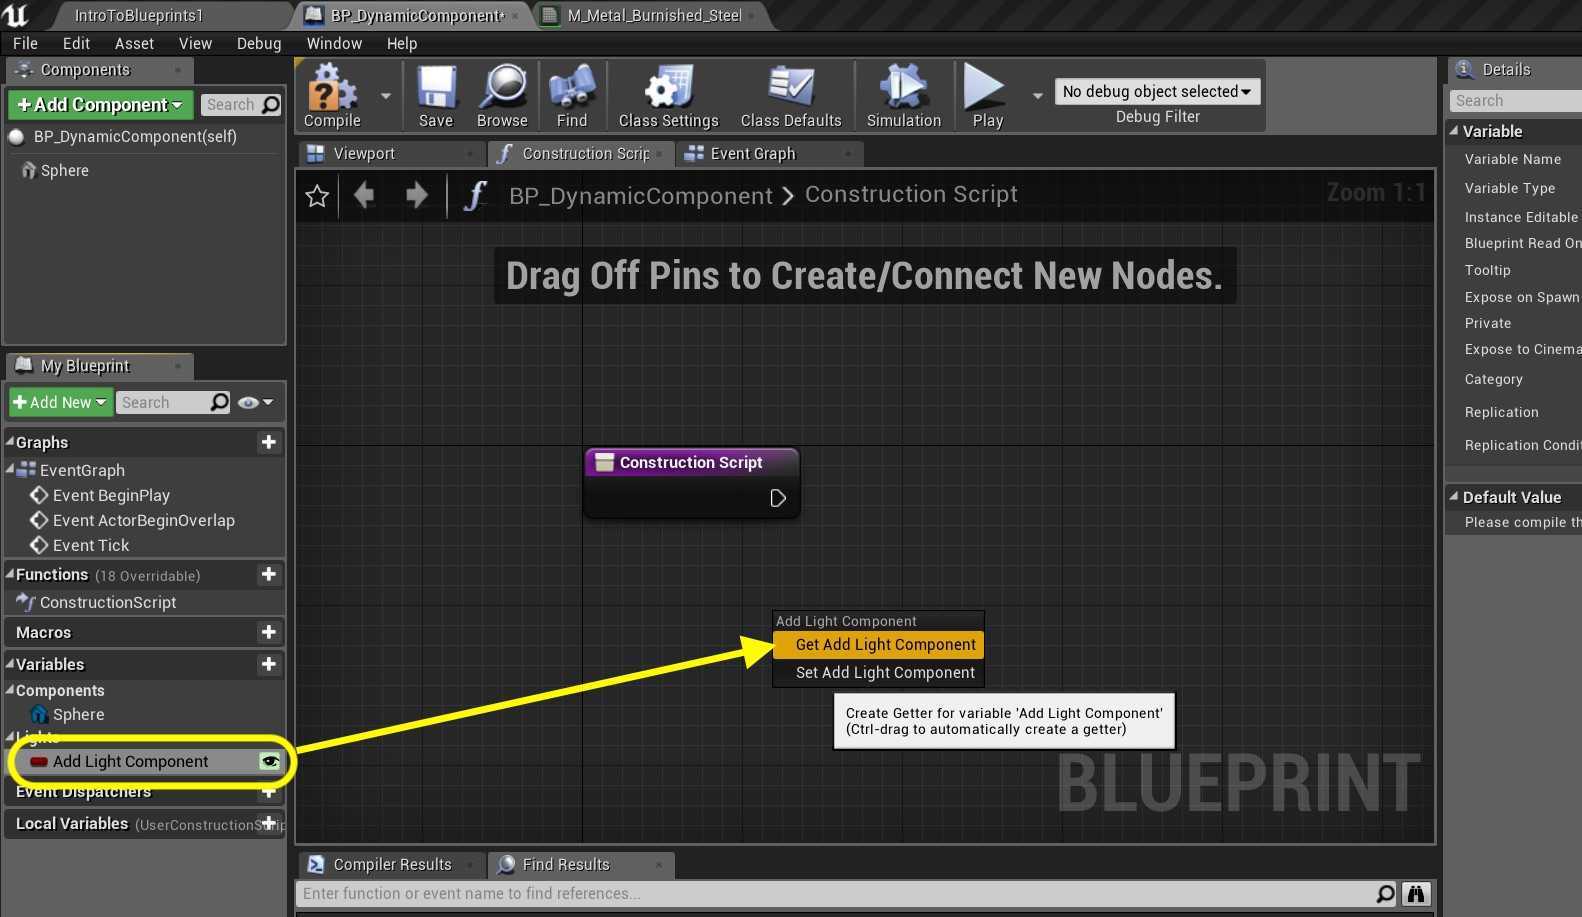 IntroToBlueprints1
BP_DynamicComponent*
M_Metal_Burnished_Steel
File Edit Asset View Debug Window Help
Components
+Add Component
Search
BP_DynamicComponent(self)
Sphere
Compile
Save
Browse
Find
Class Settings
Class Defaults
Simulation
Play
No debug object selected
Debug Filter
Viewport
Construction Scrip
Event Graph
BP_DynamicComponent > Construction Script
Zoom 1:1
Drag Off Pins to Create/Connect New Nodes.
My Blueprint
+Add New
Search
Graphs
EventGraph
Event BeginPlay
Event ActorBeginOverlap
Event Tick
Functions (18 Overridable)
ConstructionScript
Macros
Variables
Components
Sphere
Lights
Add Light Component
Event Dispatchers
Local Variables (UserConstructionScrip
Construction Script
Add Light Component
Get Add Light Component
Set Add Light Component
Create Getter for variable 'Add Light Component'
(Ctrl-drag to automatically create a getter)
BLUEPRINT
Compiler Results
Find Results
Enter function or event name to find references...
Details
Search
Variable
Variable Name
Variable Type
Instance Editable
Blueprint Read On
Tooltip
Expose on Spawn
Private
Expose to Cinema
Category
Replication
Replication Condit
Default Value
Please compile th